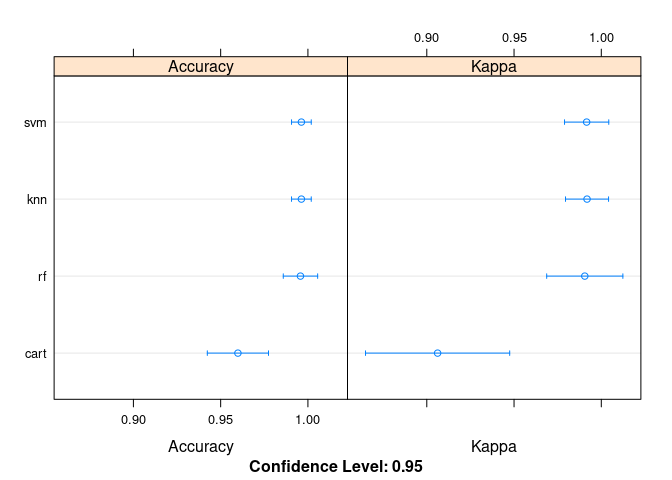 0.90 0.95 1.00
Accuracy Kappa
svm
knn
rf
cart
0.90 0.95 1.00
Accuracy Kappa
Confidence Level: 0.95